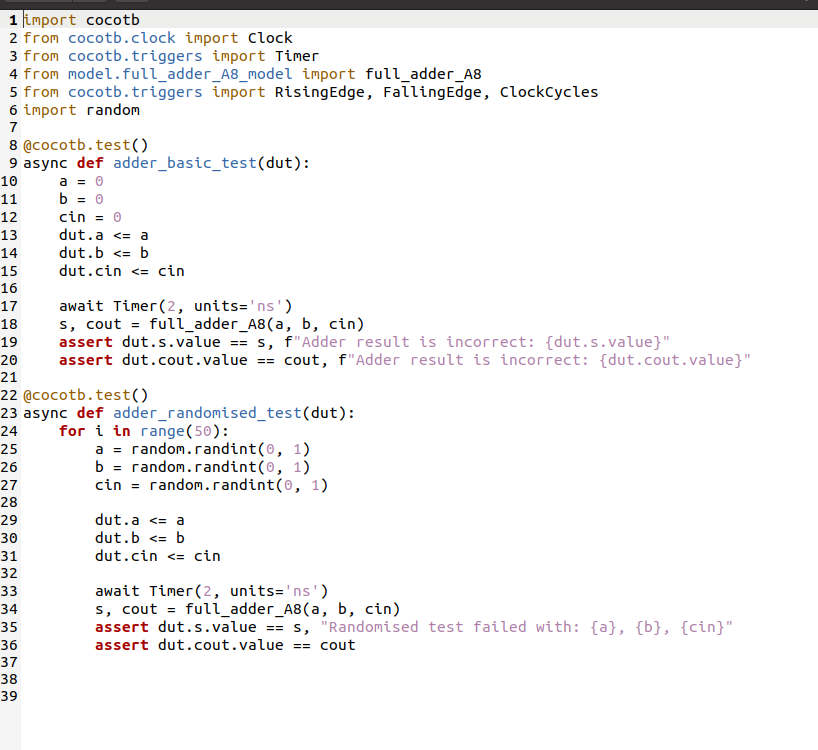 1 import cocotb
2 from cocotb.clock import Clock
3 from cocotb.triggers import Timer
4 from model.full_adder_A8_model import full_adder_A8
5 from cocotb.triggers import RisingEdge, FallingEdge, ClockCycles
6 import random
7
8 @cocotb.test()
9 async def adder_basic_test(dut):
10     a = 0
11     b = 0
12     cin = 0
13     dut.a <= a
14     dut.b <= b
15     dut.cin <= cin
16
17     await Timer(2, units='ns')
18     s, cout = full_adder_A8(a, b, cin)
19     assert dut.s.value == s, f"Adder result is incorrect: {dut.s.value}"
20     assert dut.cout.value == cout, f"Adder result is incorrect: {dut.cout.value}"
21
22 @cocotb.test()
23 async def adder_randomised_test(dut):
24     for i in range(50):
25         a = random.randint(0, 1)
26         b = random.randint(0, 1)
27         cin = random.randint(0, 1)
28
29         dut.a <= a
30         dut.b <= b
31         dut.cin <= cin
32
33         await Timer(2, units='ns')
34         s, cout = full_adder_A8(a, b, cin)
35         assert dut.s.value == s, "Randomised test failed with: {a}, {b}, {cin}"
36         assert dut.cout.value == cout
37
38
39